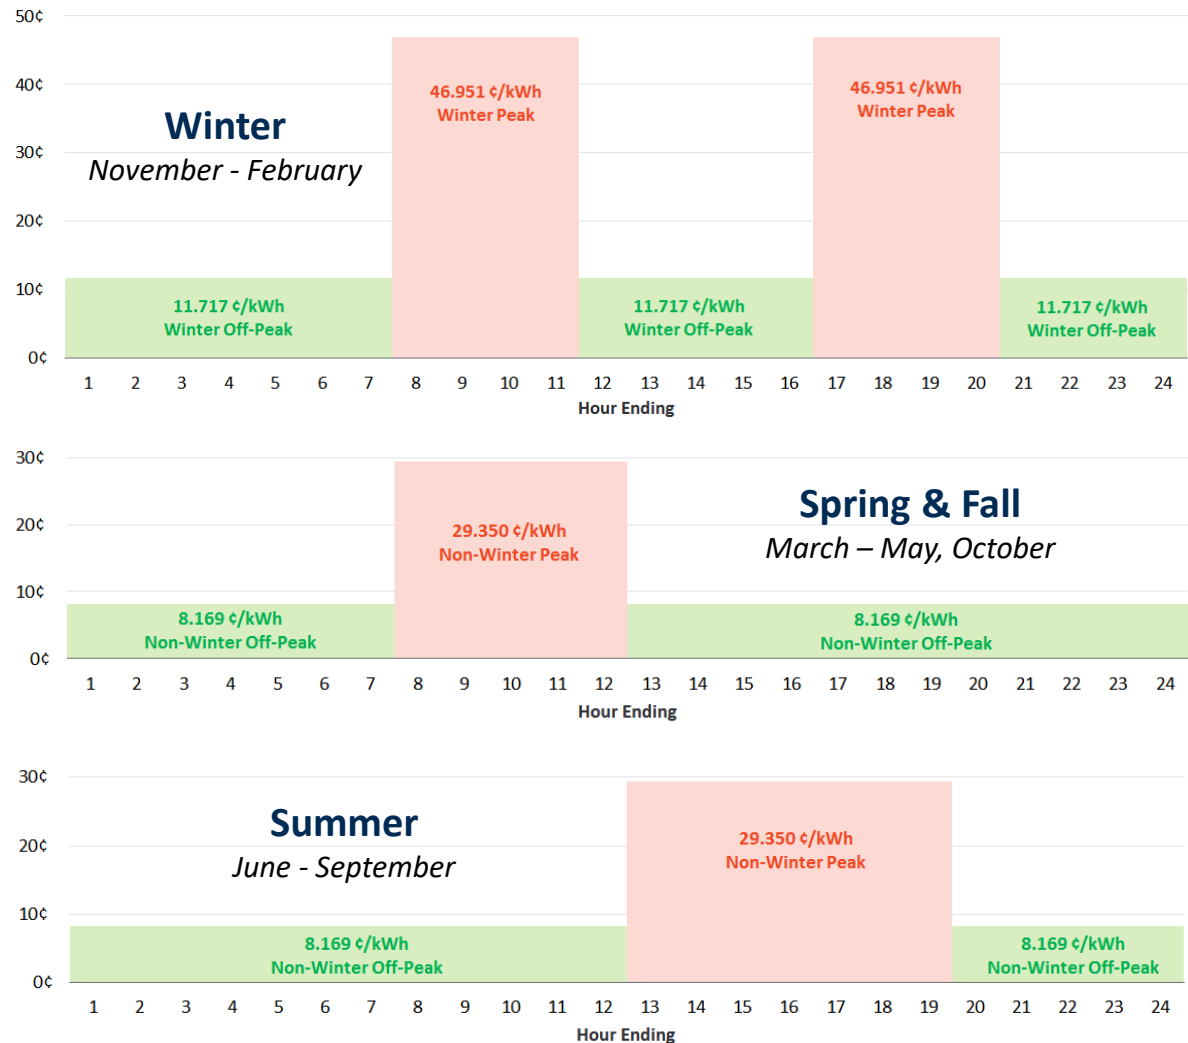 50¢
40¢
30¢
20¢
10¢
0¢
Winter
November - February
46.951 ¢/kWh
Winter Peak
46.951 ¢/kWh
Winter Peak
11.717 ¢/kWh
Winter Off-Peak
11.717 ¢/kWh
Winter Off-Peak
11.717 ¢/kWh
Winter Off-Peak
1 2 3 4 5 6 7 8 9 10 11 12 13 14 15 16 17 18 19 20 21 22 23 24
Hour Ending
30¢
20¢
10¢
0¢
29.350 ¢/kWh
Non-Winter Peak
Spring & Fall
March – May, October
8.169 ¢/kWh
Non-Winter Off-Peak
8.169 ¢/kWh
Non-Winter Off-Peak
1 2 3 4 5 6 7 8 9 10 11 12 13 14 15 16 17 18 19 20 21 22 23 24
Hour Ending
30¢
20¢
10¢
0¢
Summer
June - September
29.350 ¢/kWh
Non-Winter Peak
8.169 ¢/kWh
Non-Winter Off-Peak
8.169 ¢/kWh
Non-Winter Off-Peak
1 2 3 4 5 6 7 8 9 10 11 12 13 14 15 16 17 18 19 20 21 22 23 24
Hour Ending